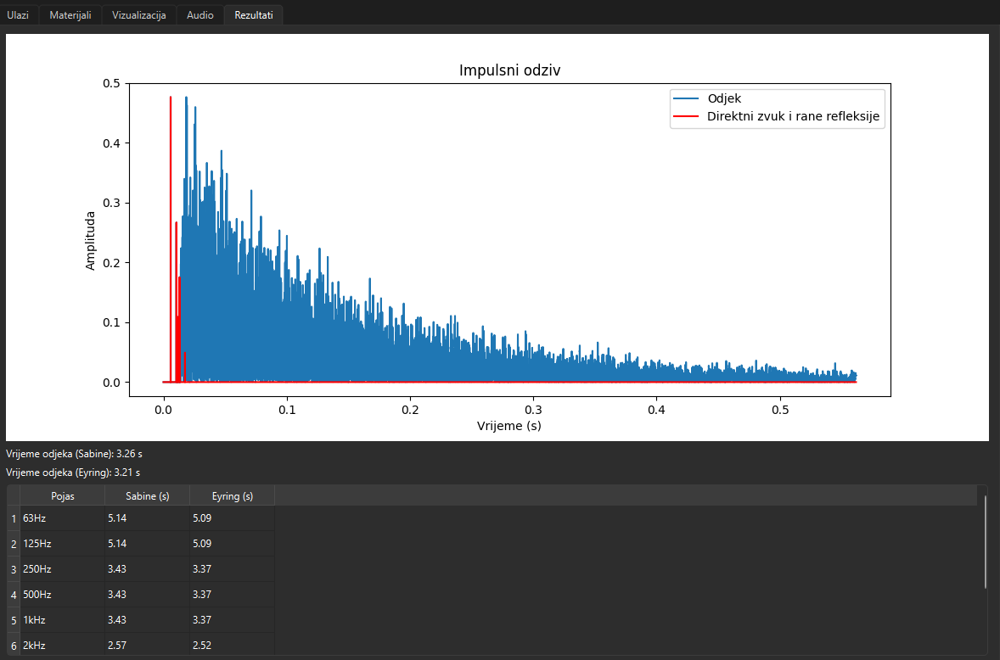 Ulazi Materijali Vizualizacija Audio Rezultati
Impulsni odziv
Odjek
Direktni zvuk i rane refleksije
0.5
0.4
0.3
0.2
0.1
0.0
Amplituda
0.0 0.1 0.2 0.3 0.4 0.5
Vrijeme (s)
Vrijeme odjeka (Sabine): 3.26 s
Vrijeme odjeka (Eyring): 3.21 s
Pojas Sabine (s) Eyring (s)
1 63Hz 5.14 5.09
2 125Hz 5.14 5.09
3 250Hz 3.43 3.37
4 500Hz 3.43 3.37
5 1kHz 3.43 3.37
6 2kHz 2.57 2.52